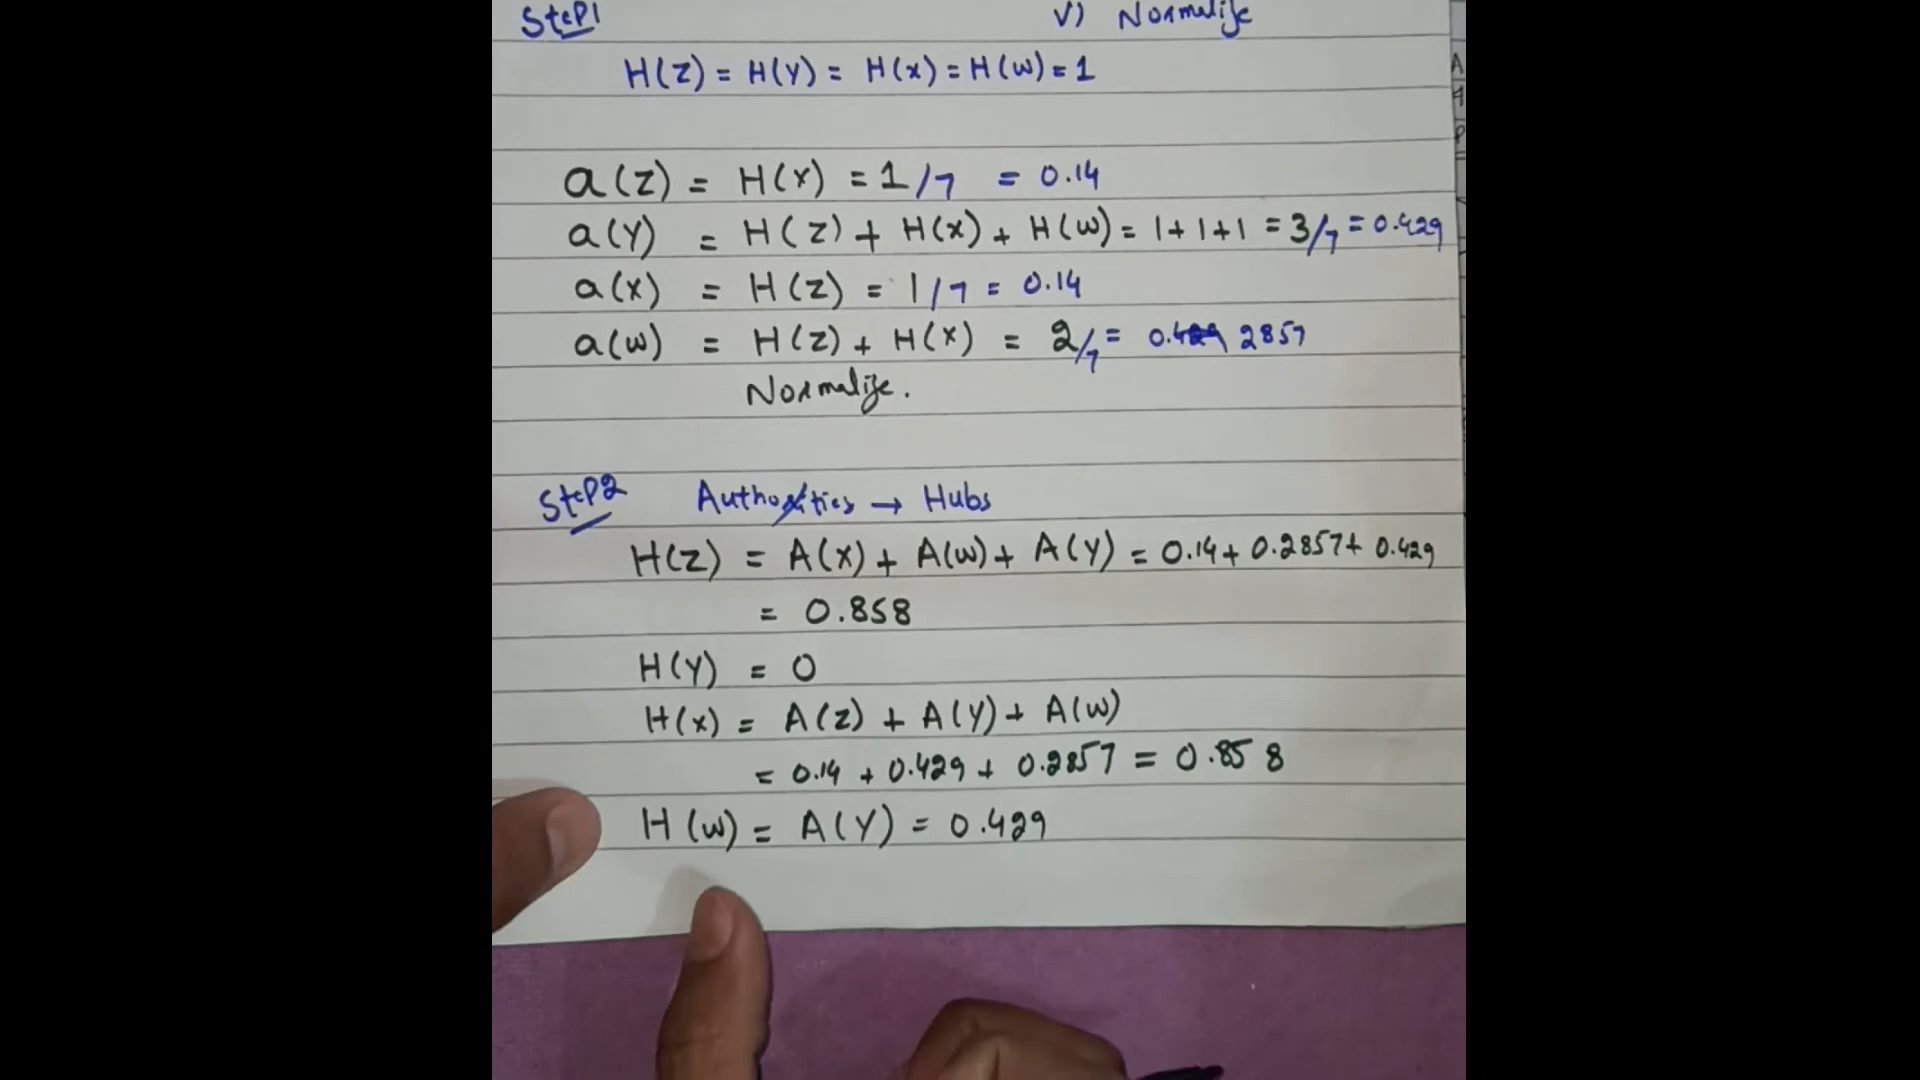 Step1
v) Normalize
H(z) = H(y) = H(x) = H(w) = 1
a(z) = H(x) = 1/7 = 0.14
a(y) = H(z) + H(x) + H(w) = 1+1+1 = 3/7 = 0.429
a(x) = H(z) = 1/7 = 0.14
a(w) = H(z) + H(x) = 2/7 = 0.2857
Normalize.
Step2 Authorities → Hubs
H(z) = A(x) + A(w) + A(y) = 0.14 + 0.2857 + 0.429
= 0.858
H(y) = 0
H(x) = A(z) + A(y) + A(w)
= 0.14 + 0.429 + 0.2857 = 0.858
H(w) = A(y) = 0.429